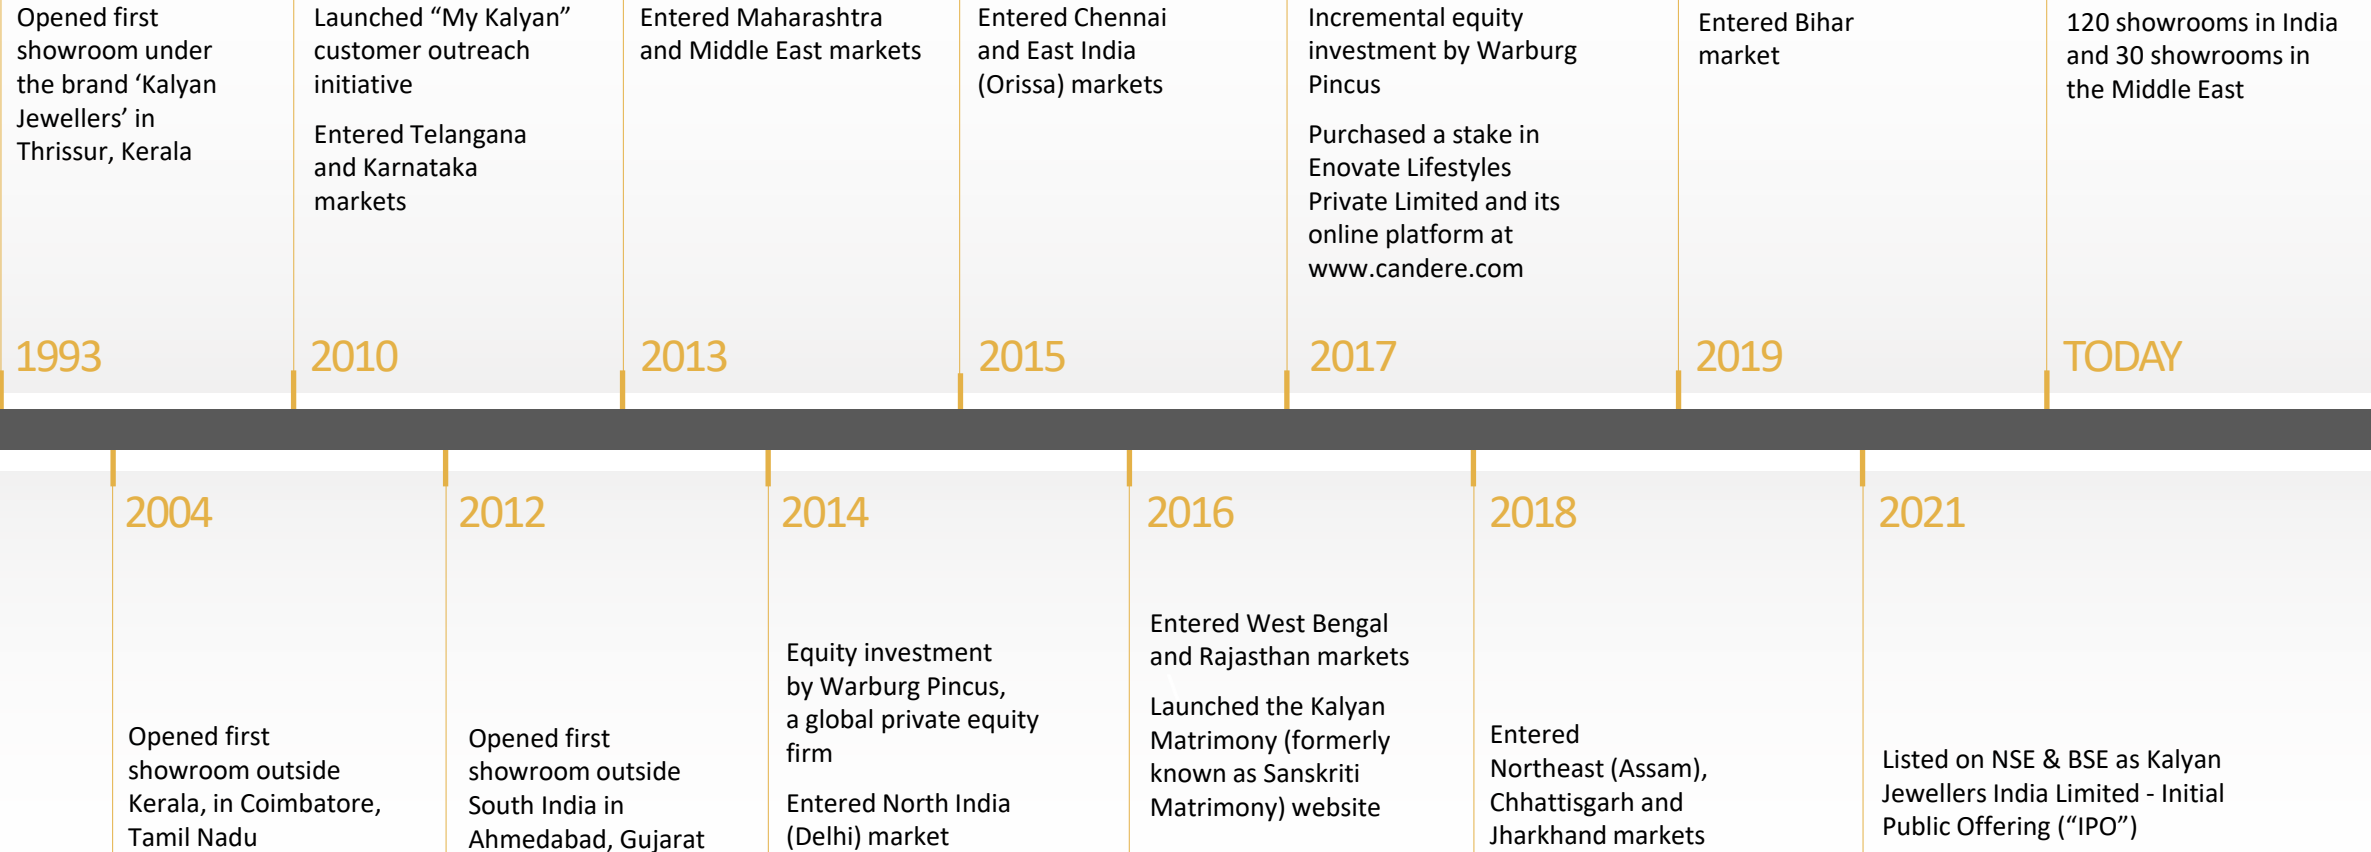 Opened first
showroom under
the brand ‘Kalyan
Jewellers’ in
Thrissur, Kerala
1993
Launched “My Kalyan”
customer outreach
initiative
Entered Telangana
and Karnataka
markets
2010
Entered Maharashtra
and Middle East markets
2013
Entered Chennai
and East India
(Orissa) markets
2015
Incremental equity
investment by Warburg
Pincus
Purchased a stake in
Enovate Lifestyles
Private Limited and its
online platform at
www.candere.com
2017
Entered Bihar
market
2019
120 showrooms in India
and 30 showrooms in
the Middle East
TODAY
2004
Opened first
showroom outside
Kerala, in Coimbatore,
Tamil Nadu
2012
Opened first
showroom outside
South India in
Ahmedabad, Gujarat
2014
Equity investment
by Warburg Pincus,
a global private equity
firm
Entered North India
(Delhi) market
2016
Entered West Bengal
and Rajasthan markets
Launched the Kalyan
Matrimony (formerly
known as Sanskriti
Matrimony) website
2018
Entered
Northeast (Assam),
Chhattisgarh and
Jharkhand markets
2021
Listed on NSE & BSE as Kalyan
Jewellers India Limited - Initial
Public Offering (“IPO”)